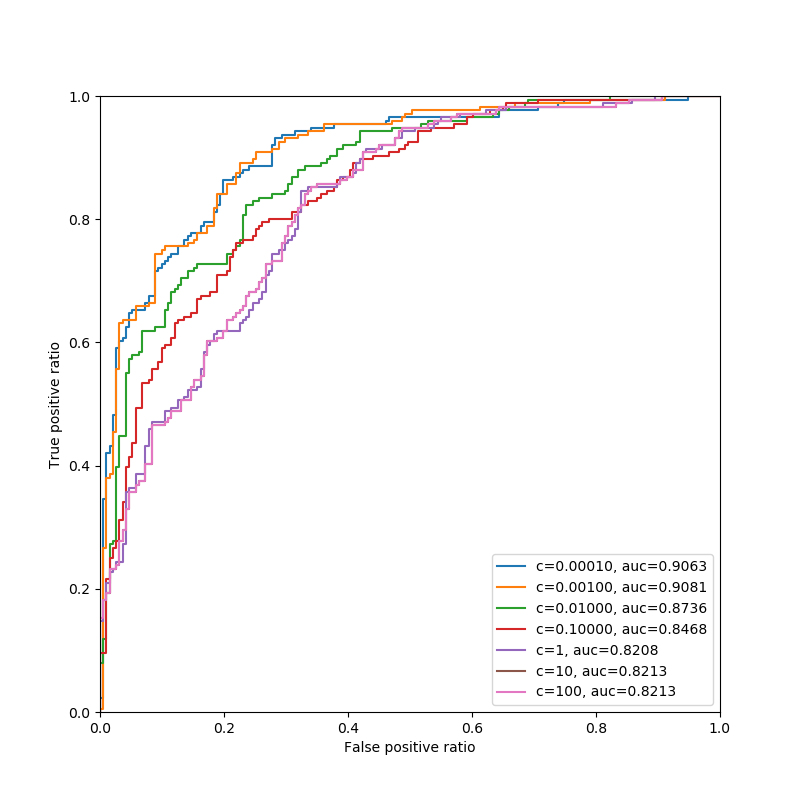 1.0
0.8
0.6
0.4
0.2
0.0
True positive ratio
c=0.00010, auc=0.9063
c=0.00100, auc=0.9081
c=0.01000, auc=0.8736
c=0.10000, auc=0.8468
c=1, auc=0.8208
c=10, auc=0.8213
c=100, auc=0.8213
0.0 0.2 0.4 0.6 0.8 1.0
False positive ratio